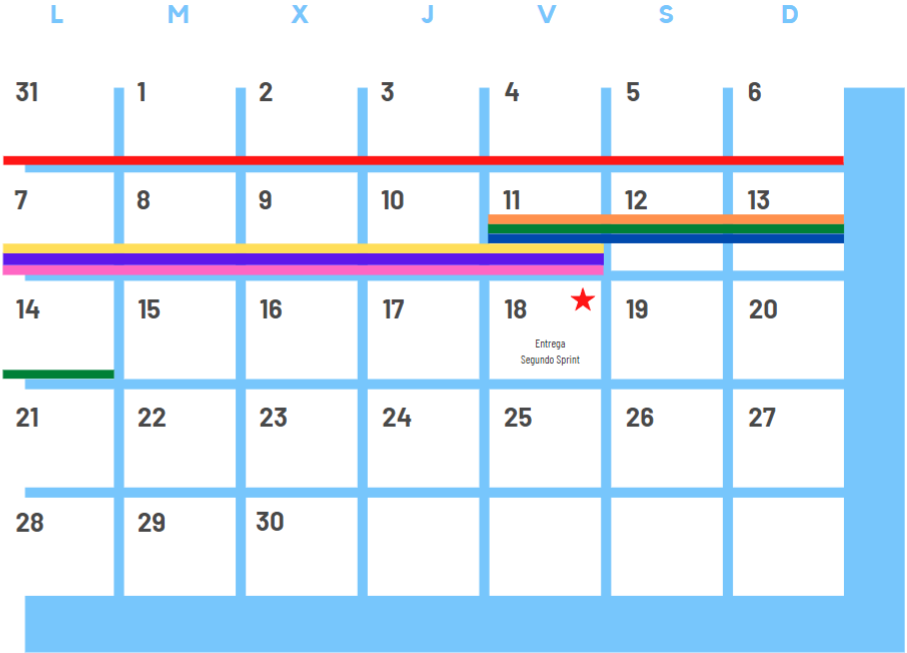 L M X J V S D
31 1 2 3 4 5 6
7 8 9 10 11 12 13
14 15 16 17 18 19 20
Entrega
Segundo Sprint
21 22 23 24 25 26 27
28 29 30